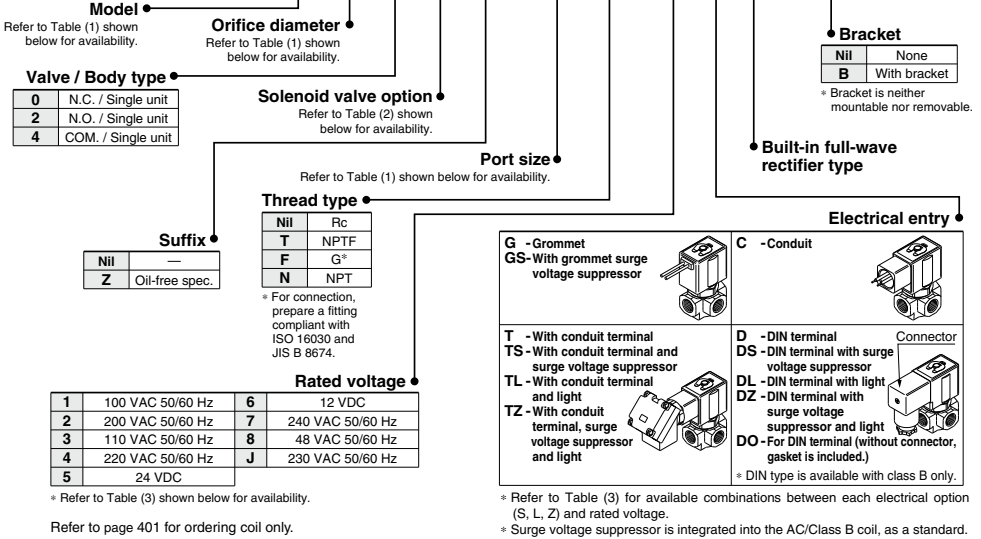 Model
Refer to Table (1) shown
below for availability.
Orifice diameter
Refer to Table (1) shown
below for availability.
Valve / Body type
0 N.C. / Single unit
2 N.O. / Single unit
4 COM. / Single unit
Solenoid valve option
Refer to Table (2) shown
below for availability.
Bracket
Nil None
B With bracket
* Bracket is neither
mountable nor removable.
Built-in full-wave
rectifier type
Port size
Refer to Table (1) shown below for availability.
Thread type
Nil Rc
T NPTF
F G*
N NPT
* For connection,
prepare a fitting
compliant with
ISO 16030 and
JIS B 8674.
Suffix
Nil —
Z Oil-free spec.
Electrical entry
G - Grommet
GS- With grommet surge
voltage suppressor
C - Conduit
T - With conduit terminal
TS - With conduit terminal and
surge voltage suppressor
TL - With conduit terminal
and light
TZ - With conduit
terminal, surge
voltage suppressor
and light
D - DIN terminal
Connector
DS - DIN terminal with surge
voltage suppressor
DL - DIN terminal with light
DZ - DIN terminal with
surge voltage
suppressor and light
DO - For DIN terminal (without connector,
gasket is included.)
* DIN type is available with class B only.
Rated voltage
1 100 VAC 50/60 Hz 6 12 VDC
2 200 VAC 50/60 Hz 7 240 VAC 50/60 Hz
3 110 VAC 50/60 Hz 8 48 VAC 50/60 Hz
4 220 VAC 50/60 Hz J 230 VAC 50/60 Hz
5 24 VDC
* Refer to Table (3) shown below for availability.
Refer to page 401 for ordering coil only.
* Refer to Table (3) for available combinations between each electrical option
(S, L, Z) and rated voltage.
* Surge voltage suppressor is integrated into the AC/Class B coil, as a standard.